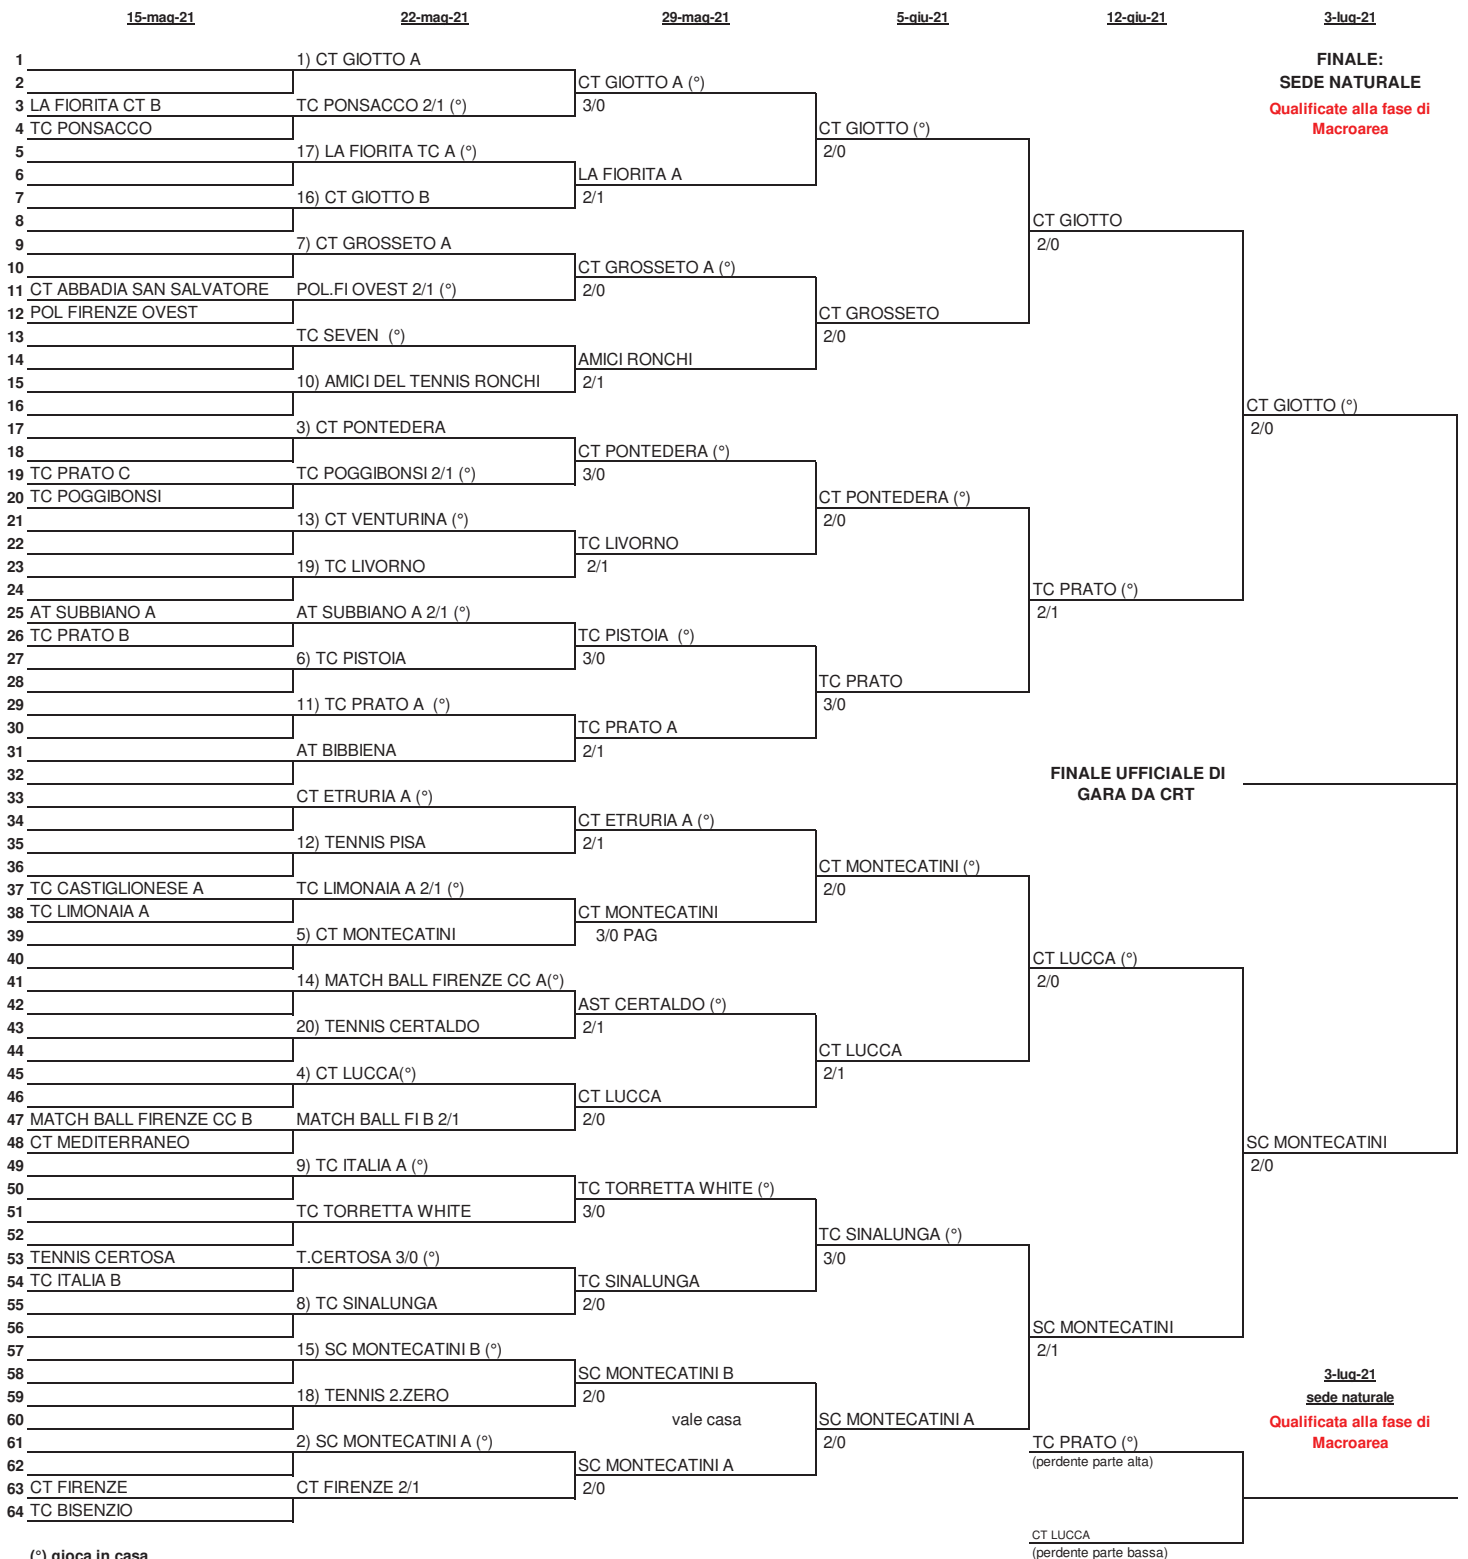 15-mag-21 22-mag-21 29-mag-21 5-giu-21 12-giu-21 3-lug-21
1 1) CT GIOTTO A FINALE:
2 CT GIOTTO A (°) SEDE NATURALE
3 LA FIORITA CT B TC PONSACCO 2/1 (°) 3/0 Qualificate alla fase di
4 TC PONSACCO CT GIOTTO (°) Macroarea
5 17) LA FIORITA TC A (°) 2/0
6 LA FIORITA A
7 16) CT GIOTTO B 2/1
8 CT GIOTTO
9 7) CT GROSSETO A 2/0
10 CT GROSSETO A (°)
11 CT ABBADIA SAN SALVATORE POL.FI OVEST 2/1 (°) 2/0
12 POL FIRENZE OVEST CT GROSSETO
13 TC SEVEN (°) 2/0
14 AMICI RONCHI
15 10) AMICI DEL TENNIS RONCHI 2/1
16 CT GIOTTO (°)
17 3) CT PONTEDERA 2/0
18 CT PONTEDERA (°)
19 TC PRATO C TC POGGIBONSI 2/1 (°) 3/0
20 TC POGGIBONSI CT PONTEDERA (°)
21 13) CT VENTURINA (°) 2/0
22 TC LIVORNO
23 19) TC LIVORNO 2/1
24 TC PRATO (°)
25 AT SUBBIANO A AT SUBBIANO A 2/1 (°) 2/1
26 TC PRATO B TC PISTOIA (°)
27 6) TC PISTOIA 3/0
28 TC PRATO
29 11) TC PRATO A (°) 3/0
30 TC PRATO A
31 AT BIBBIENA 2/1
32 FINALE UFFICIALE DI
33 CT ETRURIA A (°) GARA DA CRT
34 CT ETRURIA A (°)
35 12) TENNIS PISA 2/1
36 CT MONTECATINI (°)
37 TC CASTIGLIONESE A TC LIMONAIA A 2/1 (°) 2/0
38 TC LIMONAIA A CT MONTECATINI
39 5) CT MONTECATINI 3/0 PAG
40 CT LUCCA (°)
41 14) MATCH BALL FIRENZE CC A(°) 2/0
42 AST CERTALDO (°)
43 20) TENNIS CERTALDO 2/1
44 CT LUCCA
45 4) CT LUCCA(°) 2/1
46 CT LUCCA
47 MATCH BALL FIRENZE CC B MATCH BALL FI B 2/1 2/0
48 CT MEDITERRANEO SC MONTECATINI
49 9) TC ITALIA A (°) 2/0
50 TC TORRETTA WHITE (°)
51 TC TORRETTA WHITE 3/0
52 TC SINALUNGA (°)
53 TENNIS CERTOSA T.CERTOSA 3/0 (°) 3/0
54 TC ITALIA B TC SINALUNGA
55 8) TC SINALUNGA 2/0
56 SC MONTECATINI
57 15) SC MONTECATINI B (°) 2/1
58 SC MONTECATINI B 3-lug-21
59 18) TENNIS 2.ZERO 2/0 sede naturale
60 vale casa SC MONTECATINI A Qualificata alla fase di
61 2) SC MONTECATINI A (°) 2/0 TC PRATO (°) Macroarea
62 SC MONTECATINI A (perdente parte alta)
63 CT FIRENZE CT FIRENZE 2/1 2/0
64 TC BISENZIO
CT LUCCA
(°) gioca in casa (perdente parte bassa)